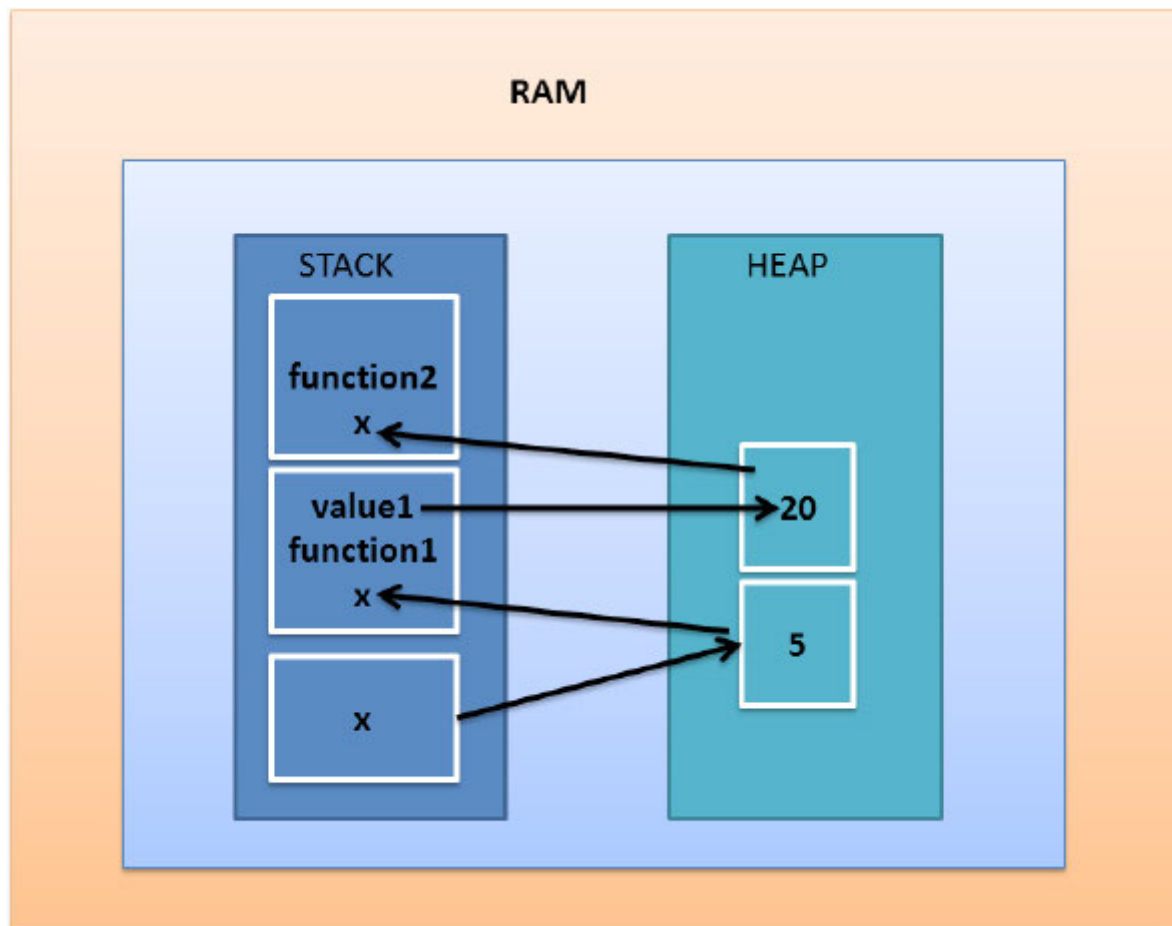 RAM
STACK
function2
x
value1
function1
x
x
HEAP
20
5